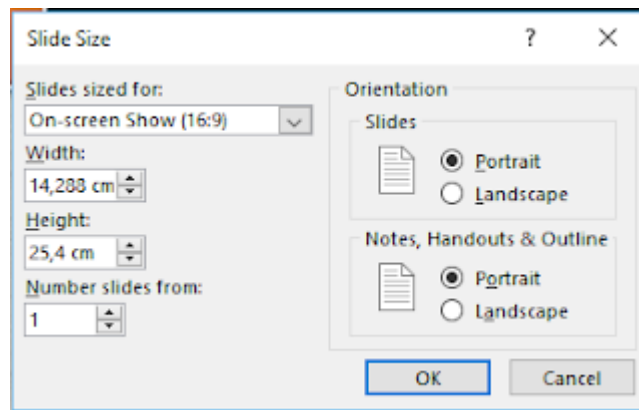 Slide Size
?
Slides sized for:
On-screen Show (16:9)
Width:
14,288 cm
Height:
25,4 cm
Number slides from:
1
Orientation
Slides
Portrait
Landscape
Notes, Handouts & Outline
Portrait
Landscape
OK
Cancel